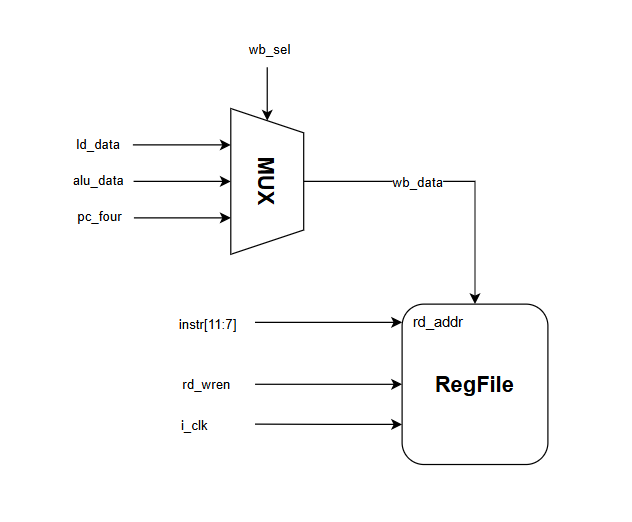 wb_sel
ld_data
alu_data
pc_four
MUX
wb_data
instr[11:7]
rd_addr
rd_wren
RegFile
i_clk